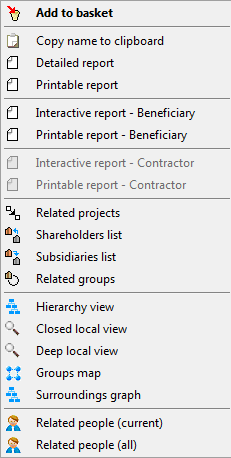 Add to basket
Copy name to clipboard
Detailed report
Printable report
Interactive report - Beneficiary
Printable report - Beneficiary
Interactive report - Contractor
Printable report - Contractor
Related projects
Shareholders list
Subsidiaries list
Related groups
Hierarchy view
Closed local view
Deep local view
Groups map
Surroundings graph
Related people (current)
Related people (all)